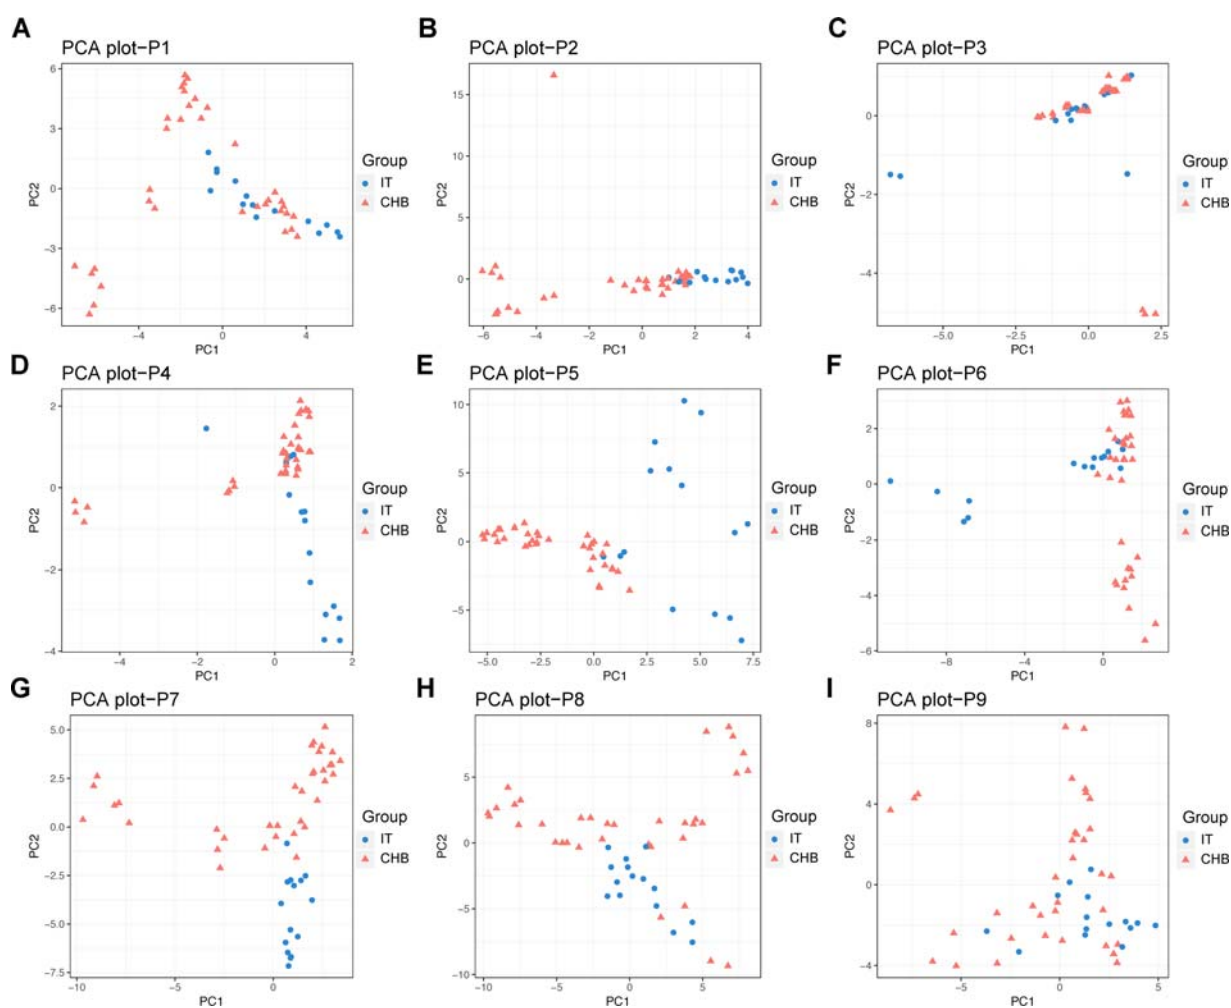 A
PCA plot−P1
6
3
0
−3
−6
PC2
−4
0
4
PC1
Group
IT
CHB
B
PCA plot−P2
15
10
5
0
PC2
−6
−4
−2
0
2
4
PC1
Group
IT
CHB
C
PCA plot−P3
0
−2
−4
PC2
−5.0
−2.5
0.0
2.5
PC1
Group
IT
CHB
D
PCA plot−P4
2
0
−2
−4
PC2
−4
−2
0
2
PC1
Group
IT
CHB
E
PCA plot−P5
10
5
0
−5
PC2
−5.0
−2.5
0.0
2.5
5.0
7.5
PC1
Group
IT
CHB
F
PCA plot−P6
2
0
−2
−4
−6
PC2
−8
−4
0
PC1
Group
IT
CHB
G
PCA plot−P7
5.0
2.5
0.0
−2.5
−5.0
−7.5
PC2
−10
−5
0
PC1
Group
IT
CHB
H
PCA plot−P8
5
0
−5
−10
PC2
−10
−5
0
5
PC1
Group
IT
CHB
I
PCA plot−P9
8
4
0
−4
PC2
−5
0
5
PC1
Group
IT
CHB